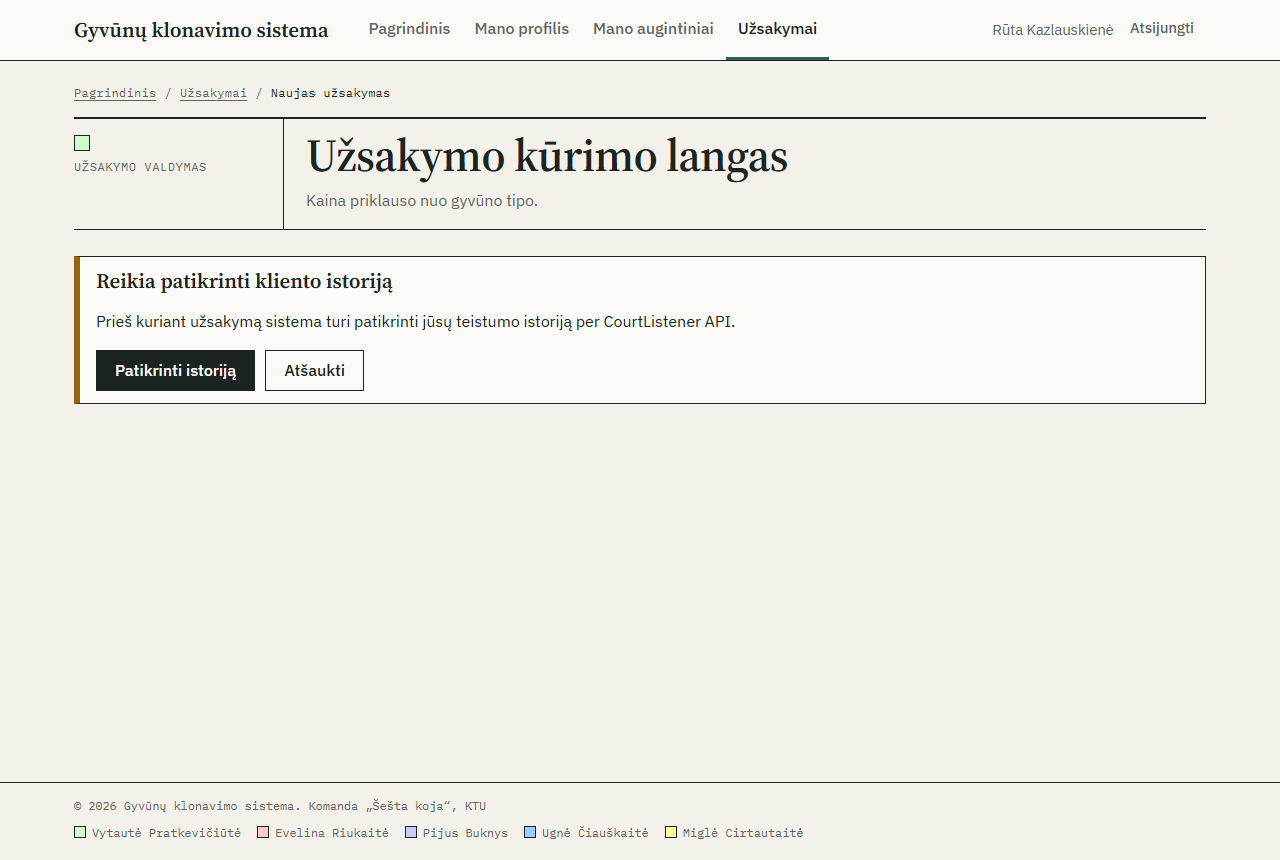 Gyvūnų klonavimo sistema
Pagrindinis Mano profilis Mano augintiniai Užsakymai
Rūta Kazlauskienė Atsijungti
Pagrindinis / Užsakymai / Naujas užsakymas
UŽSAKYMO VALDYMAS
Užsakymo kūrimo langas
Kaina priklauso nuo gyvūno tipo.
Reikia patikrinti kliento istoriją
Prieš kuriant užsakymą sistema turi patikrinti jūsų teistumo istoriją per CourtListener API.
Patikrinti istoriją Atšaukti
© 2026 Gyvūnų klonavimo sistema. Komanda „Šešta koja“, KTU
Vytautė Pratkevičiūtė Evelina Riukaitė Pijus Buknys Ugnė Čiauškaitė Miglė Cirtautaitė